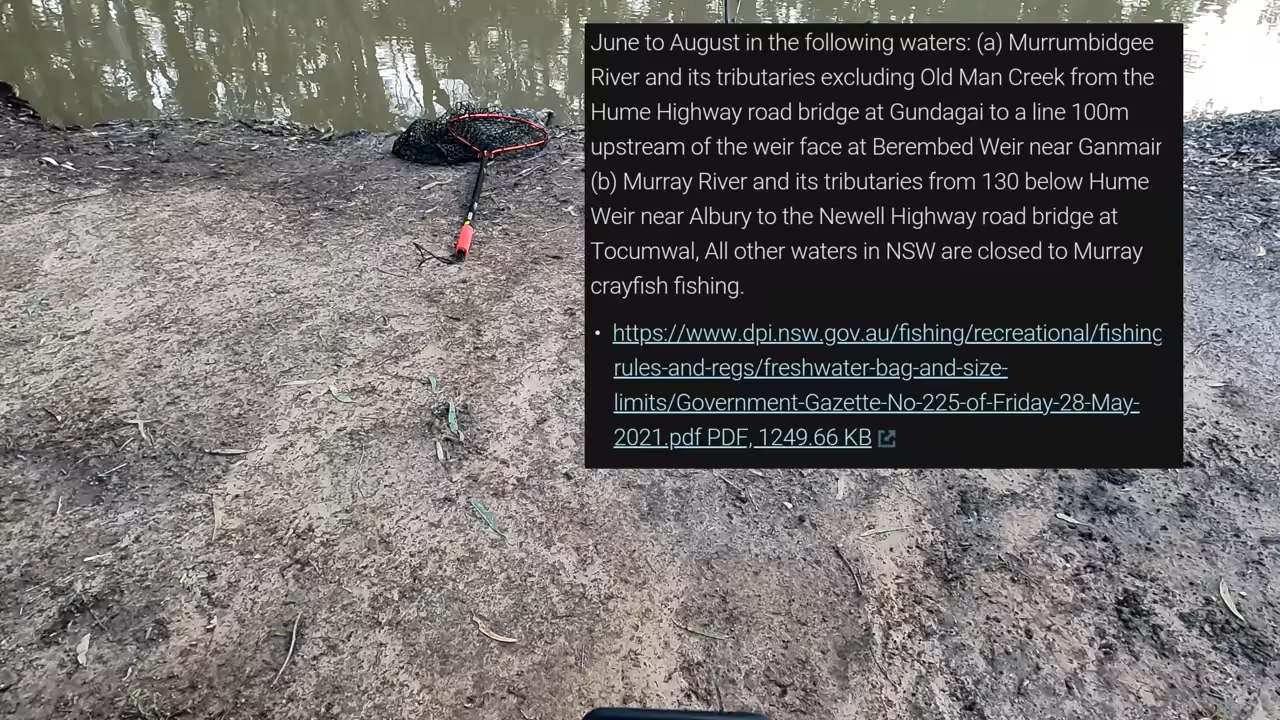 June to August in the following waters: (a) Murrumbidgee
River and its tributaries excluding Old Man Creek from the
Hume Highway road bridge at Gundagai to a line 100m
upstream of the weir face at Berembed Weir near Ganmain
(b) Murray River and its tributaries from 130 below Hume
Weir near Albury to the Newell Highway road bridge at
Tocumwal, All other waters in NSW are closed to Murray
crayfish fishing.
• https://www.dpi.nsw.gov.au/fishing/recreational/fishing
rules-and-regs/freshwater-bag-and-size-
limits/Government-Gazette-No-225-of-Friday-28-May-
2021.pdf PDF, 1249.66 KB